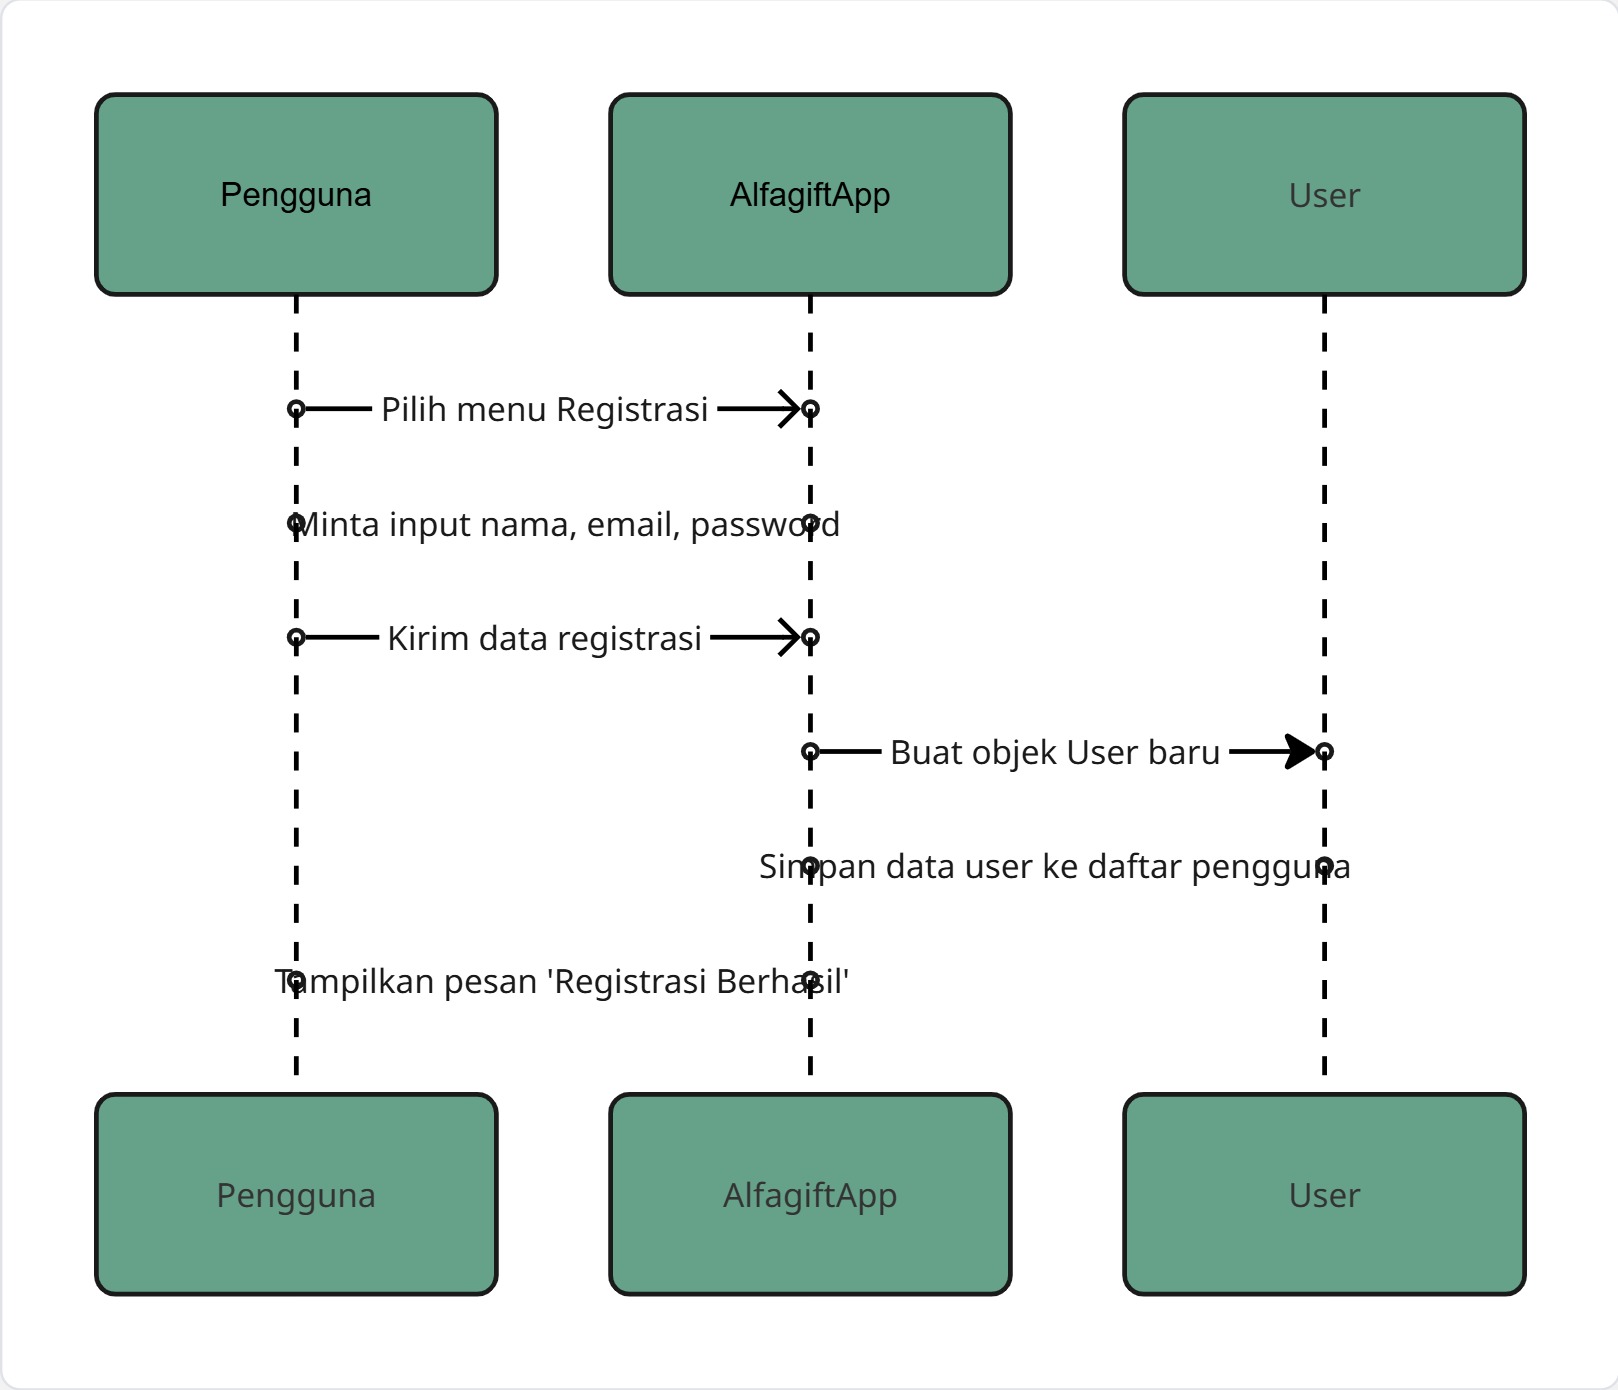 Pengguna
AlfagiftApp
User
Pilih menu Registrasi
Minta input nama, email, password
Kirim data registrasi
Buat objek User baru
Simpan data user ke daftar pengguna
Tampilkan pesan 'Registrasi Berhasil'
Pengguna
AlfagiftApp
User